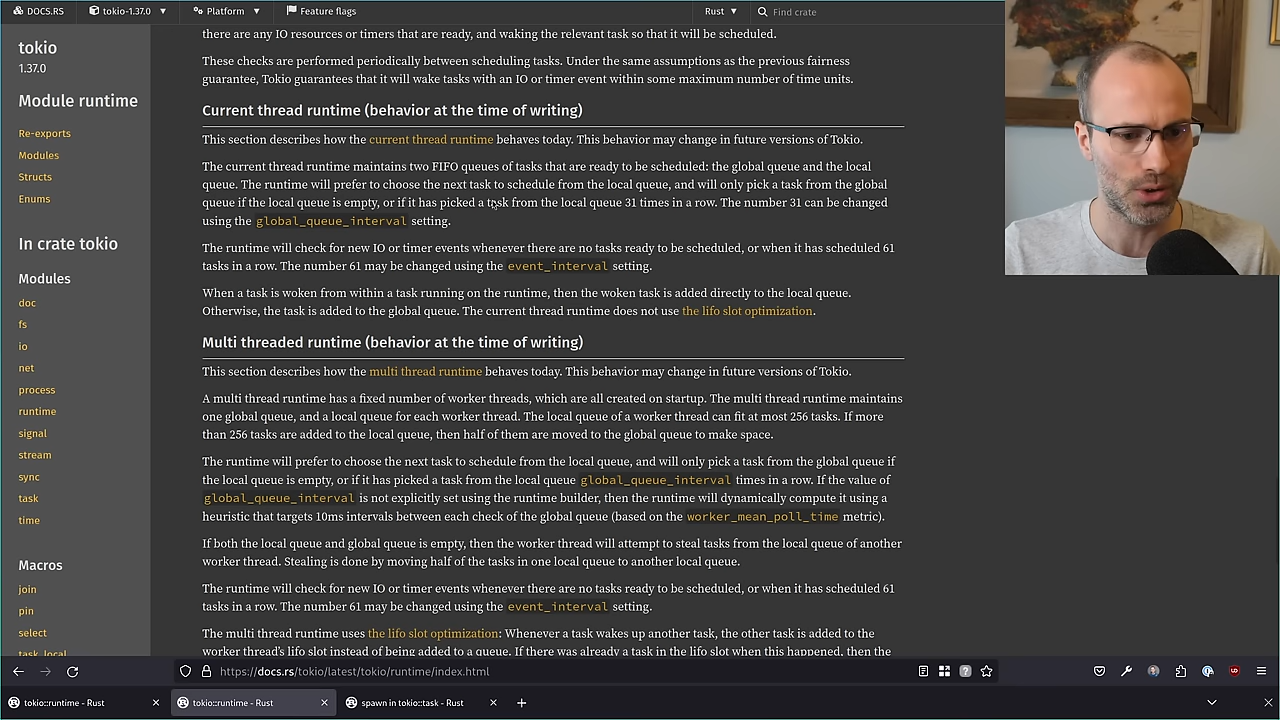 DOCS.RS
tokio-1.37.0
Platform
Feature flags
Rust
Find crate
tokio
1.37.0
Module runtime
Re-exports
Modules
Structs
Enums
In crate tokio
Modules
doc
fs
io
net
process
runtime
signal
stream
sync
task
time
Macros
join
pin
select
task_local
there are any IO resources or timers that are ready, and waking the relevant task so that it will be scheduled.
These checks are performed periodically between scheduling tasks. Under the same assumptions as the previous fairness
guarantee, Tokio guarantees that it will wake tasks with an IO or timer event within some maximum number of time units.
Current thread runtime (behavior at the time of writing)
This section describes how the current thread runtime behaves today. This behavior may change in future versions of Tokio.
The current thread runtime maintains two FIFO queues of tasks that are ready to be scheduled: the global queue and the local
queue. The runtime will prefer to choose the next task to schedule from the local queue, and will only pick a task from the global
queue if the local queue is empty, or if it has picked a task from the local queue 31 times in a row. The number 31 can be changed
using the global_queue_interval setting.
The runtime will check for new IO or timer events whenever there are no tasks ready to be scheduled, or when it has scheduled 61
tasks in a row. The number 61 may be changed using the event_interval setting.
When a task is woken from within a task running on the runtime, then the woken task is added directly to the local queue.
Otherwise, the task is added to the global queue. The current thread runtime does not use the lifo slot optimization.
Multi threaded runtime (behavior at the time of writing)
This section describes how the multi thread runtime behaves today. This behavior may change in future versions of Tokio.
A multi thread runtime has a fixed number of worker threads, which are all created on startup. The multi thread runtime maintains
one global queue, and a local queue for each worker thread. The local queue of a worker thread can fit at most 256 tasks. If more
than 256 tasks are added to the local queue, then half of them are moved to the global queue to make space.
The runtime will prefer to choose the next task to schedule from the local queue, and will only pick a task from the global queue if
the local queue is empty, or if it has picked a task from the local queue global_queue_interval times in a row. If the value of
global_queue_interval is not explicitly set using the runtime builder, then the runtime will dynamically compute it using a
heuristic that targets 10ms intervals between each check of the global queue (based on the worker_mean_poll_time metric).
If both the local queue and global queue is empty, then the worker thread will attempt to steal tasks from the local queue of another
worker thread. Stealing is done by moving half of the tasks in one local queue to another local queue.
The runtime will check for new IO or timer events whenever there are no tasks ready to be scheduled, or when it has scheduled 61
tasks in a row. The number 61 may be changed using the event_interval setting.
The multi thread runtime uses the lifo slot optimization: Whenever a task wakes up another task, the other task is added to the
worker thread's lifo slot instead of being added to a queue. If there was already a task in the lifo slot when this happened, then the
https://docs.rs/tokio/latest/tokio/runtime/index.html
tokio::runtime - Rust
tokio::runtime - Rust
spawn in tokio::task - Rust